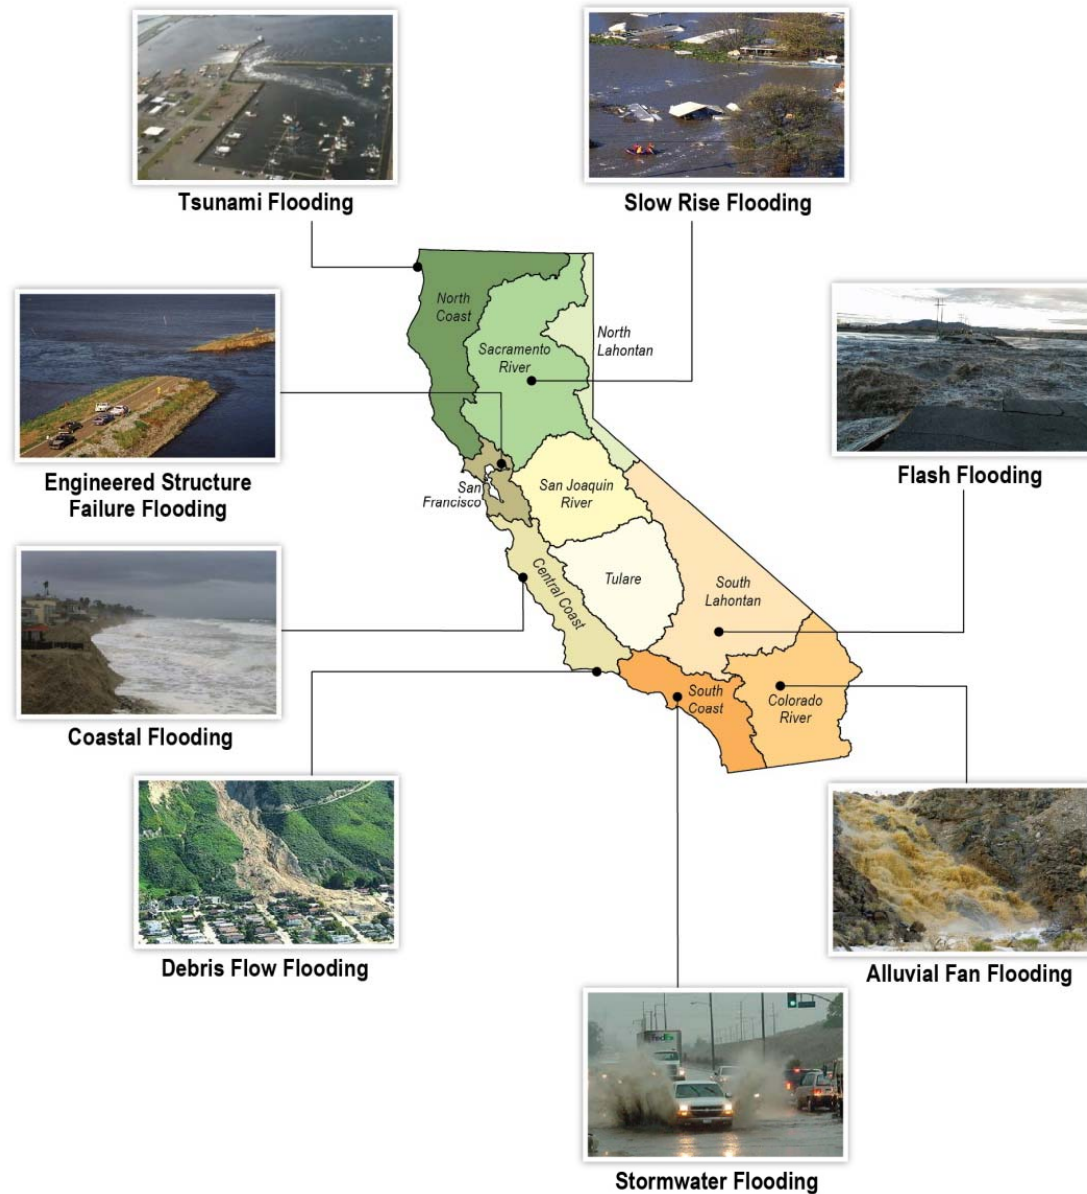 Tsunami Flooding
Slow Rise Flooding
North
Coast
Sacramento
River
North
Lahontan
Engineered Structure
Failure Flooding
Flash Flooding
San
Francisco
San Joaquin
River
Central Coast
Tulare
South
Lahontan
Coastal Flooding
South
Coast
Colorado
River
Debris Flow Flooding
Alluvial Fan Flooding
FedEx
Stormwater Flooding